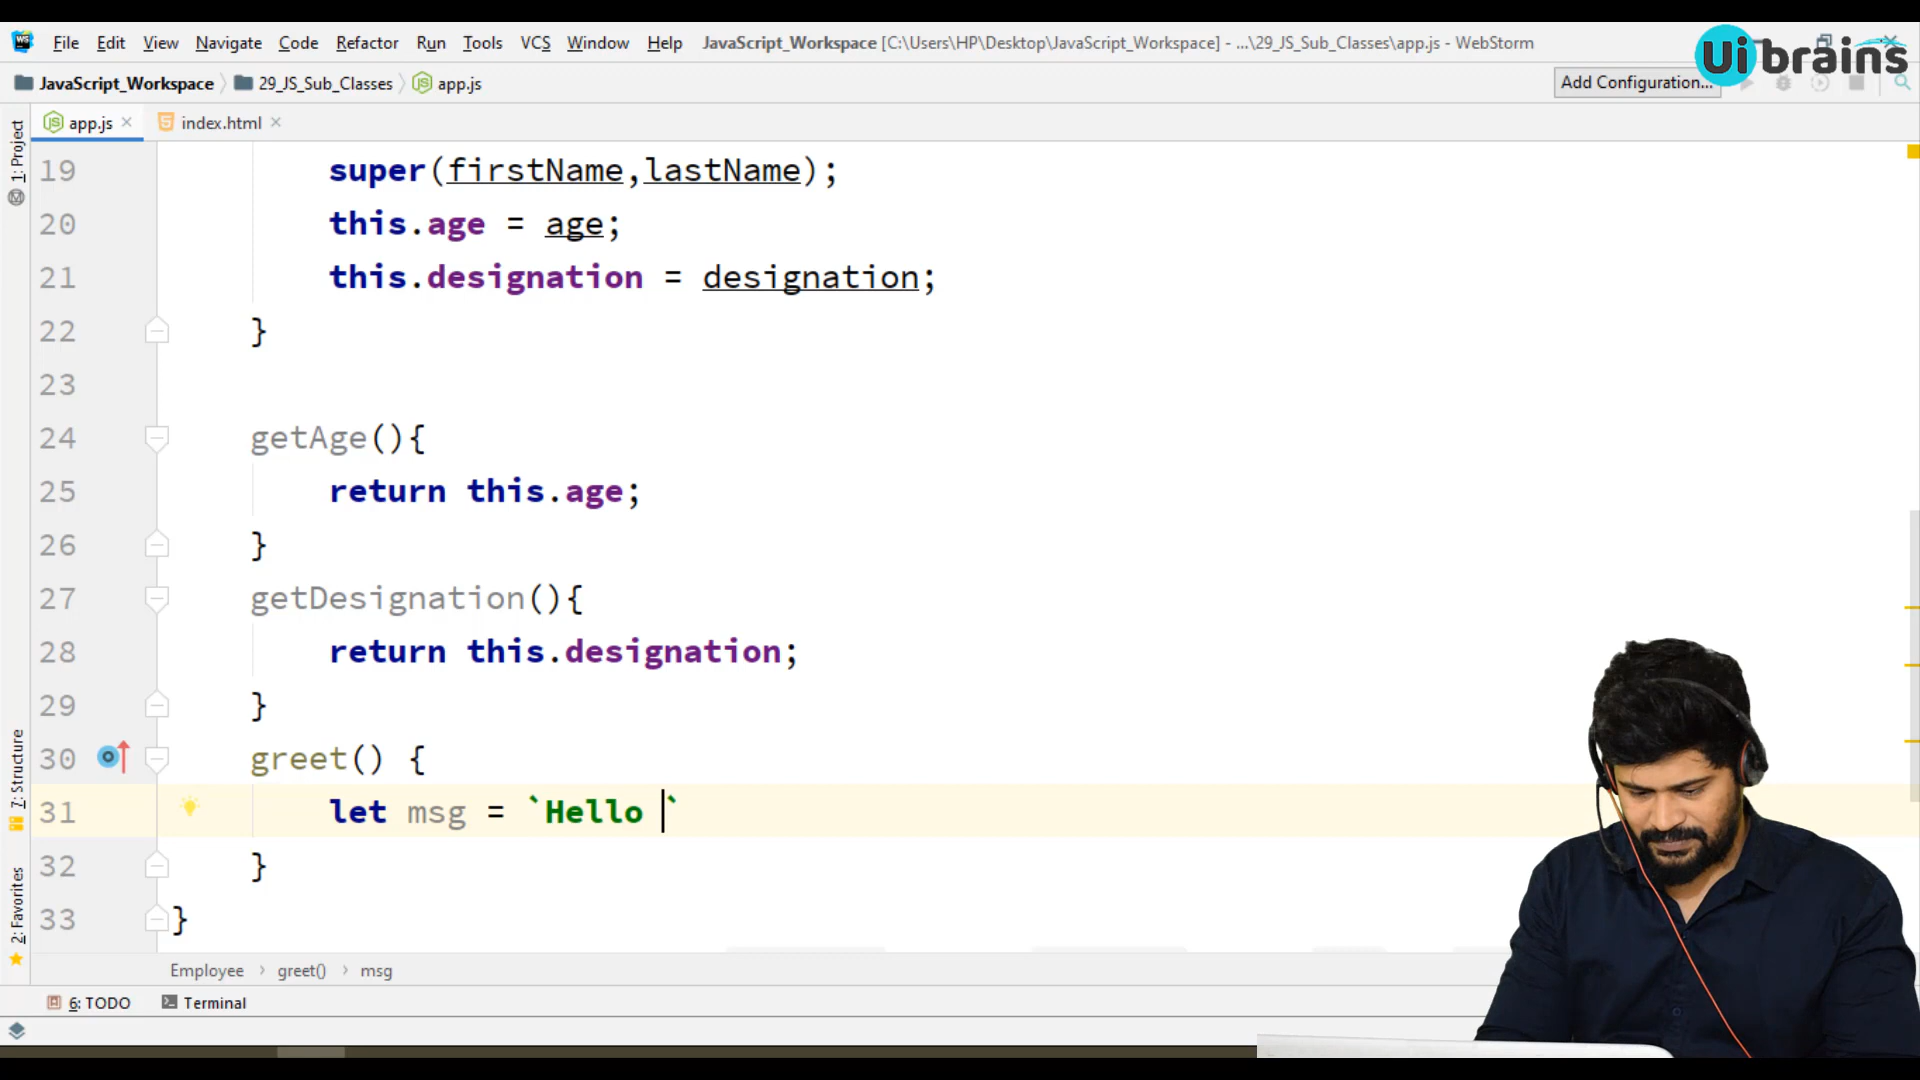 WS File Edit View Navigate Code Refactor Run Tools VCS Window Help JavaScript_Workspace [C:\Users\HP\Desktop\JavaScript_Workspace] - ...\29_JS_Sub_Classes\app.js - WebStorm
Ui brains
JavaScript_Workspace 29_JS_Sub_Classes JS app.js Add Configuration...
JS app.js index.html
1: Project
7: Structure
2: Favorites
19 super(firstName,lastName);
20 this.age = age;
21 this.designation = designation;
22 }
23
24 getAge(){
25 return this.age;
26 }
27 getDesignation(){
28 return this.designation;
29 }
30 greet() {
31 let msg = `Hello `
32 }
33 }
Employee › greet() › msg
6: TODO Terminal